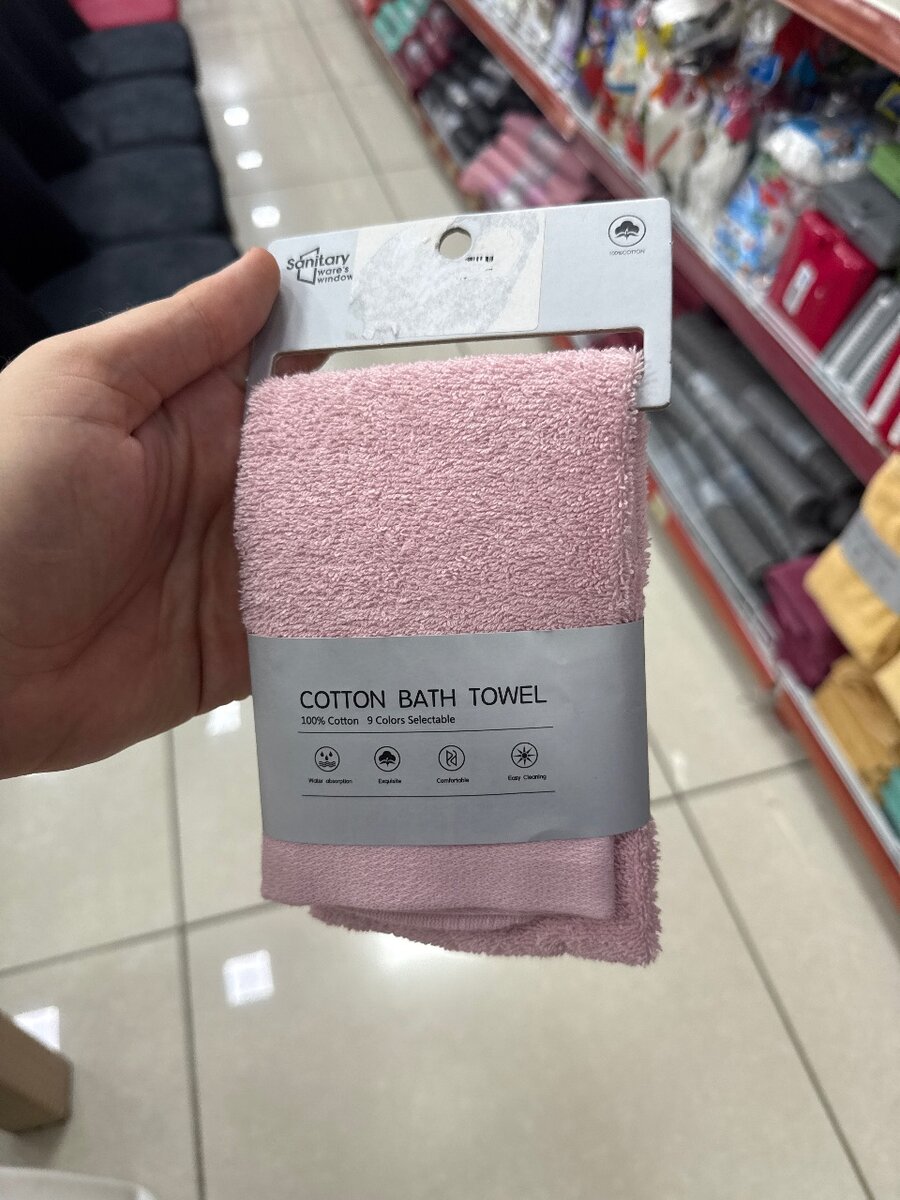 Sanitary
ware's
window
100%COTTON
COTTON BATH TOWEL
100% Cotton 9 Colors Selectable
Water absorption Exquisite Comfortable Easy Cleaning